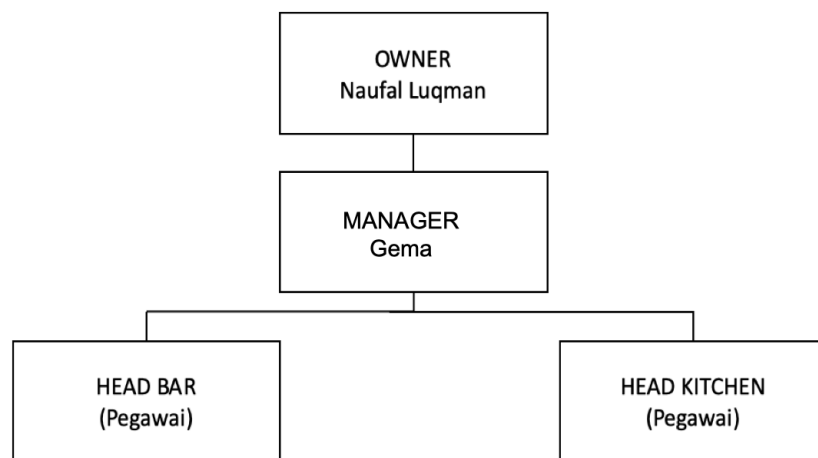 OWNER
Naufal Luqman
MANAGER
Gema
HEAD BAR
(Pegawai)
HEAD KITCHEN
(Pegawai)